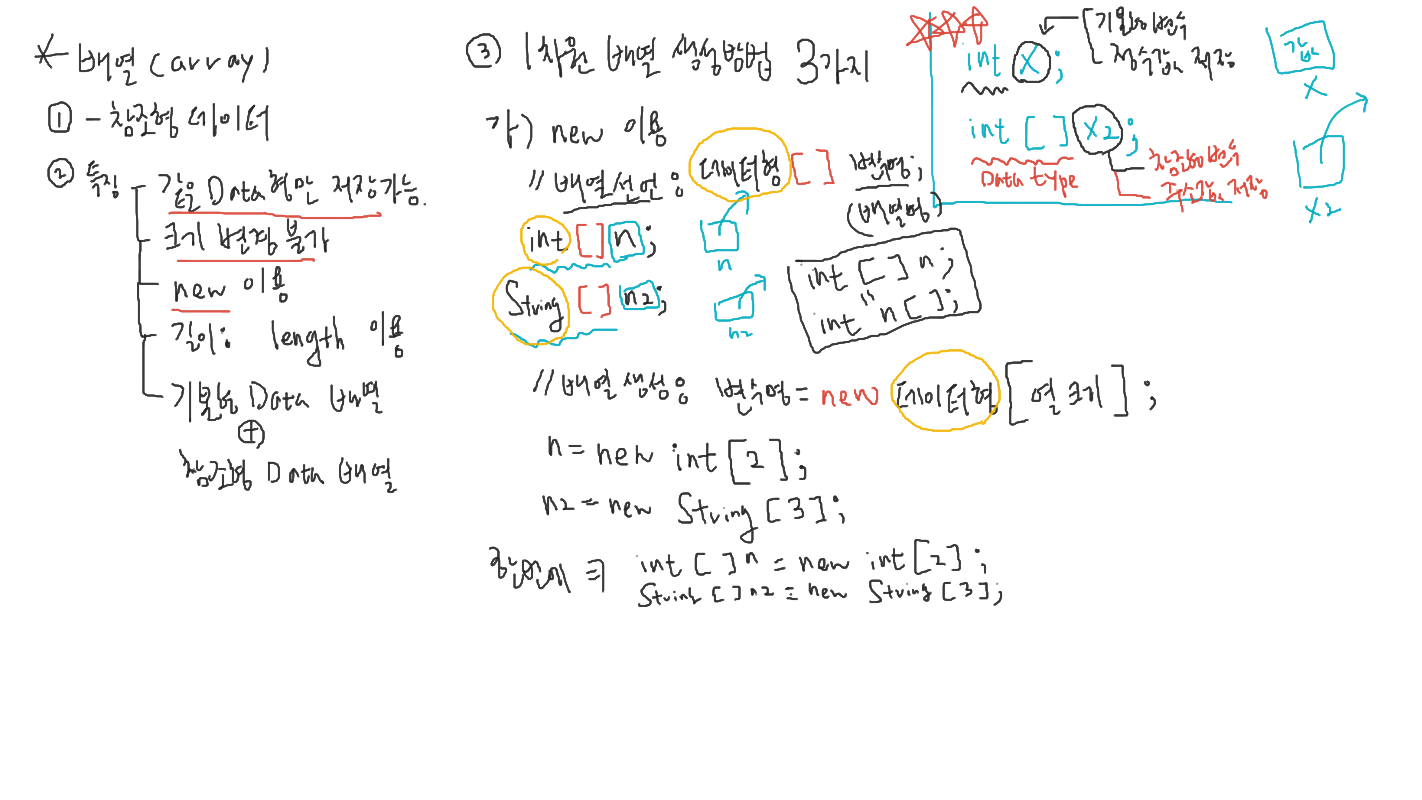 * 배열(array)
① - 참조형 데이터
② 특징
같은 Data형만 저장가능.
크기 변경 불가
new 이용
길이: length 이용
기본형 Data 배열
+
참조형 Data 배열
③ 1차원 배열 생성방법 3가지
가) new 이용
// 배열선언: 데이터형[] 변수명;
(배열명)
int[] n;
n
String[] n2;
n2
int[] n;
"
int n[];
// 배열생성: 변수명 = new 데이터형[열크기];
n = new int[2];
n2 = new String[3];
한번에 ⇒ int[] n = new int[2];
String[] n2 = new String[3];
int x;
기본형변수
정수값 저장
값
x
int[] x2;
Data type
참조형변수
주소값 저장
x2